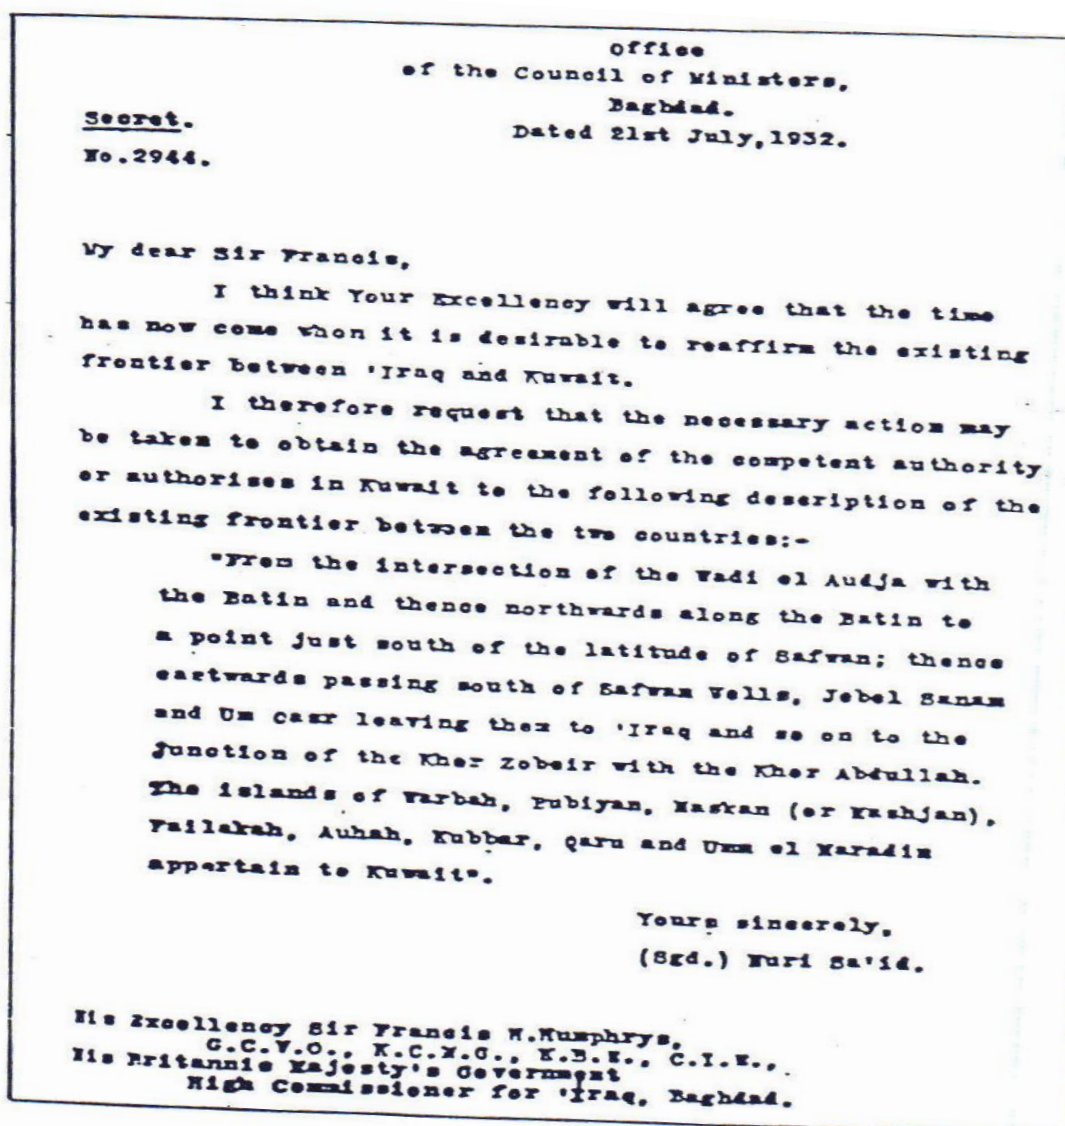 Office
of the Council of Ministers,
Baghdad.
Secret.
Dated 21st July,1932.
No.2944.
My dear Sir Francis,
I think Your Excellency will agree that the time
has now come when it is desirable to reaffirm the existing
frontier between 'Iraq and Kuwait.
I therefore request that the necessary action may
be taken to obtain the agreement of the competent authority
or authorises in Kuwait to the following description of the
existing frontier between the two countries:-
"From the intersection of the Wadi el Audja with
the Batin and thence northwards along the Batin to
a point just south of the latitude of Safwan; thence
eastwards passing south of Safwan Wells, Jebel Sanam
and Um Casr leaving them to 'Iraq and so on to the
junction of the Khor Zobeir with the Khor Abdullah.
The islands of Warbah, Bubiyan, Maskan (or Mashjan),
Failakah, Auhah, Kubbar, Qaru and Umm el Maradim
appertain to Kuwait".
Yours sincerely,
(Sgd.) Nuri Sa'id.
His Excellency Sir Francis H.Humphrys,
G.C.V.O., K.C.M.G., K.B.E., C.I.E.,
His Britannic Majesty's Government
High Commissioner for 'Iraq, Baghdad.